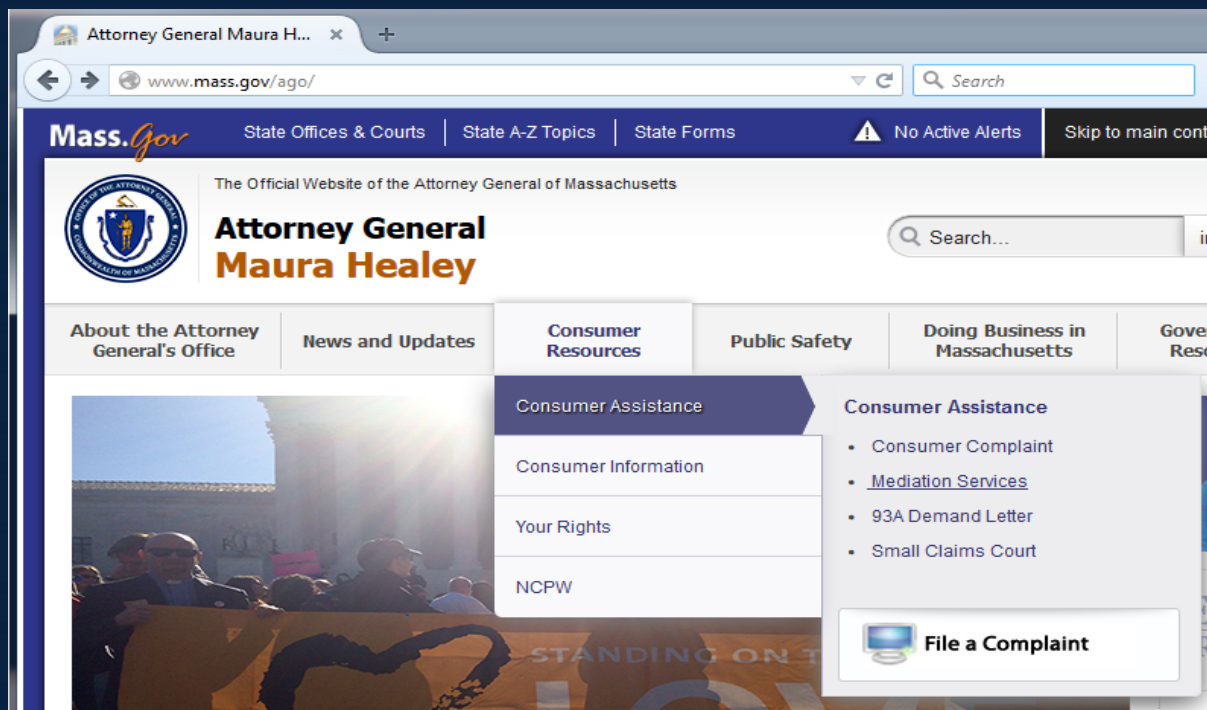 Attorney General Maura H...
www.mass.gov/ago/
Search
Mass.Gov
State Offices & Courts
State A-Z Topics
State Forms
No Active Alerts
Skip to main cont
The Official Website of the Attorney General of Massachusetts
Attorney General
Maura Healey
Search...
About the Attorney
General's Office
News and Updates
Consumer
Resources
Public Safety
Doing Business in
Massachusetts
Consumer Assistance
Consumer Information
Your Rights
NCPW
Consumer Assistance
• Consumer Complaint
• Mediation Services
• 93A Demand Letter
• Small Claims Court
File a Complaint
STANDING ON